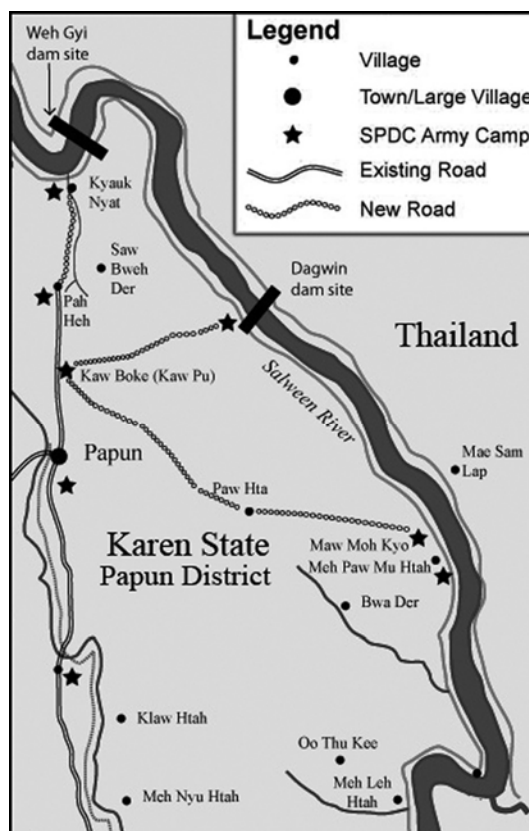 Weh Gyi
dam site
Legend
Village
Town/Large Village
SPDC Army Camp
Existing Road
New Road
Kyauk
Nyat
Saw
Bweh
Der
Pah
Heh
Dagwin
dam site
Thailand
Kaw Boke (Kaw Pu)
Salween River
Papun
Mae Sam
Lap
Paw Hta
Karen State
Papun District
Maw Moh Kyo
Meh Paw Mu Htah
Bwa Der
Klaw Htah
Oo Thu Kee
Meh Leh
Htah
Meh Nyu Htah